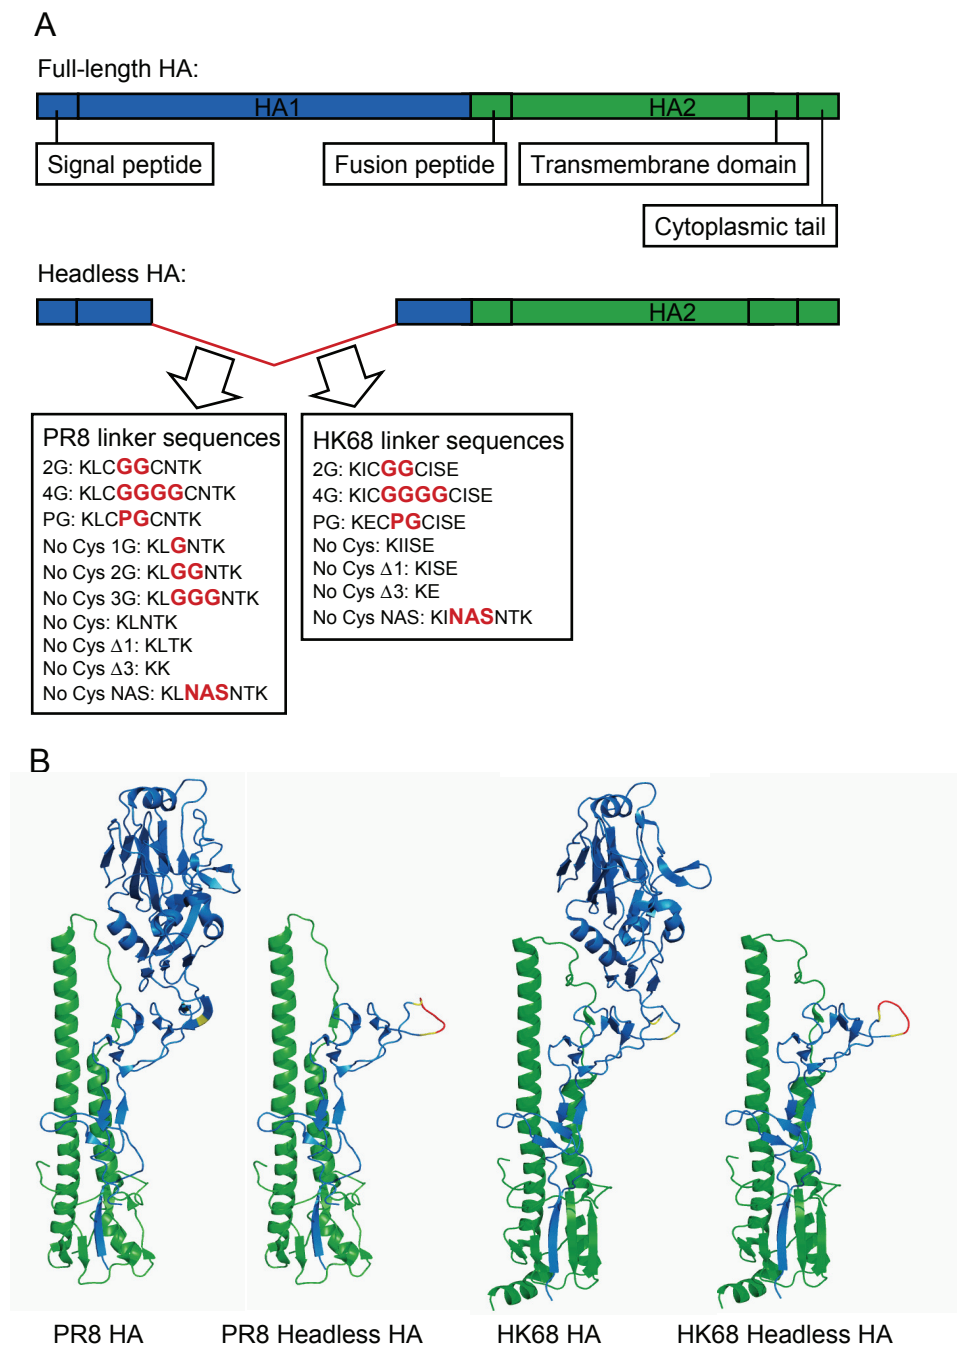 A
Full-length HA:
HA1 HA2
Signal peptide Fusion peptide Transmembrane domain
Cytoplasmic tail
Headless HA:
HA2
PR8 linker sequences
2G: KLCGGCNTK
4G: KLCGGGGCNTK
PG: KLCPGCNTK
No Cys 1G: KLGNTK
No Cys 2G: KLGGNTK
No Cys 3G: KLGGGNTK
No Cys: KLNTK
No Cys Δ1: KLTK
No Cys Δ3: KK
No Cys NAS: KLNASNTK
HK68 linker sequences
2G: KICGGCISE
4G: KICGGGGCISE
PG: KECPGCISE
No Cys: KIISE
No Cys Δ1: KISE
No Cys Δ3: KE
No Cys NAS: KINASNTK
B
PR8 HA PR8 Headless HA HK68 HA HK68 Headless HA